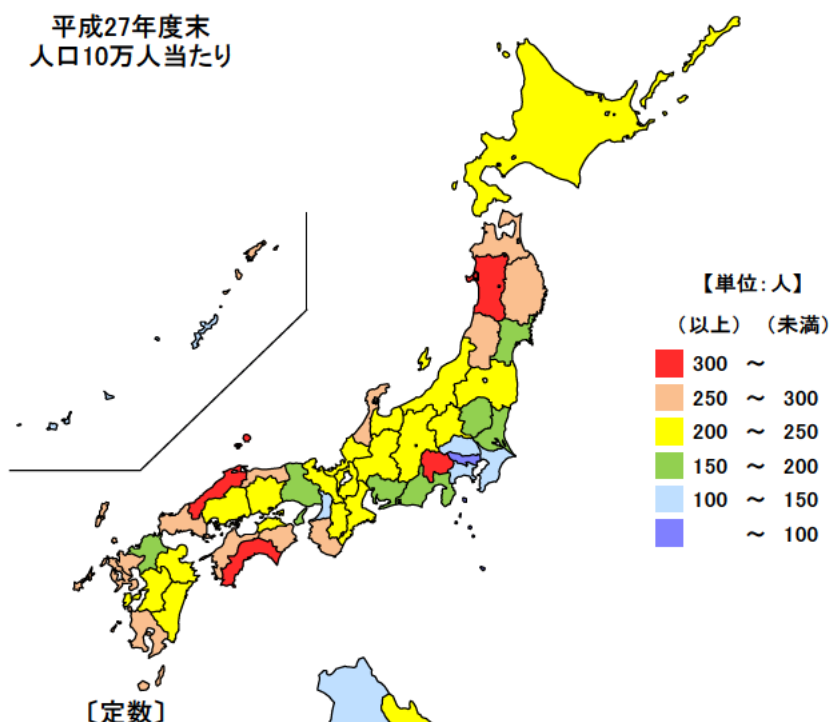 平成27年度末
人口10万人当たり
【単位:人】
（以上） （未満）
300 ～
250 ～ 300
200 ～ 250
150 ～ 200
100 ～ 150
～ 100
〔定数〕